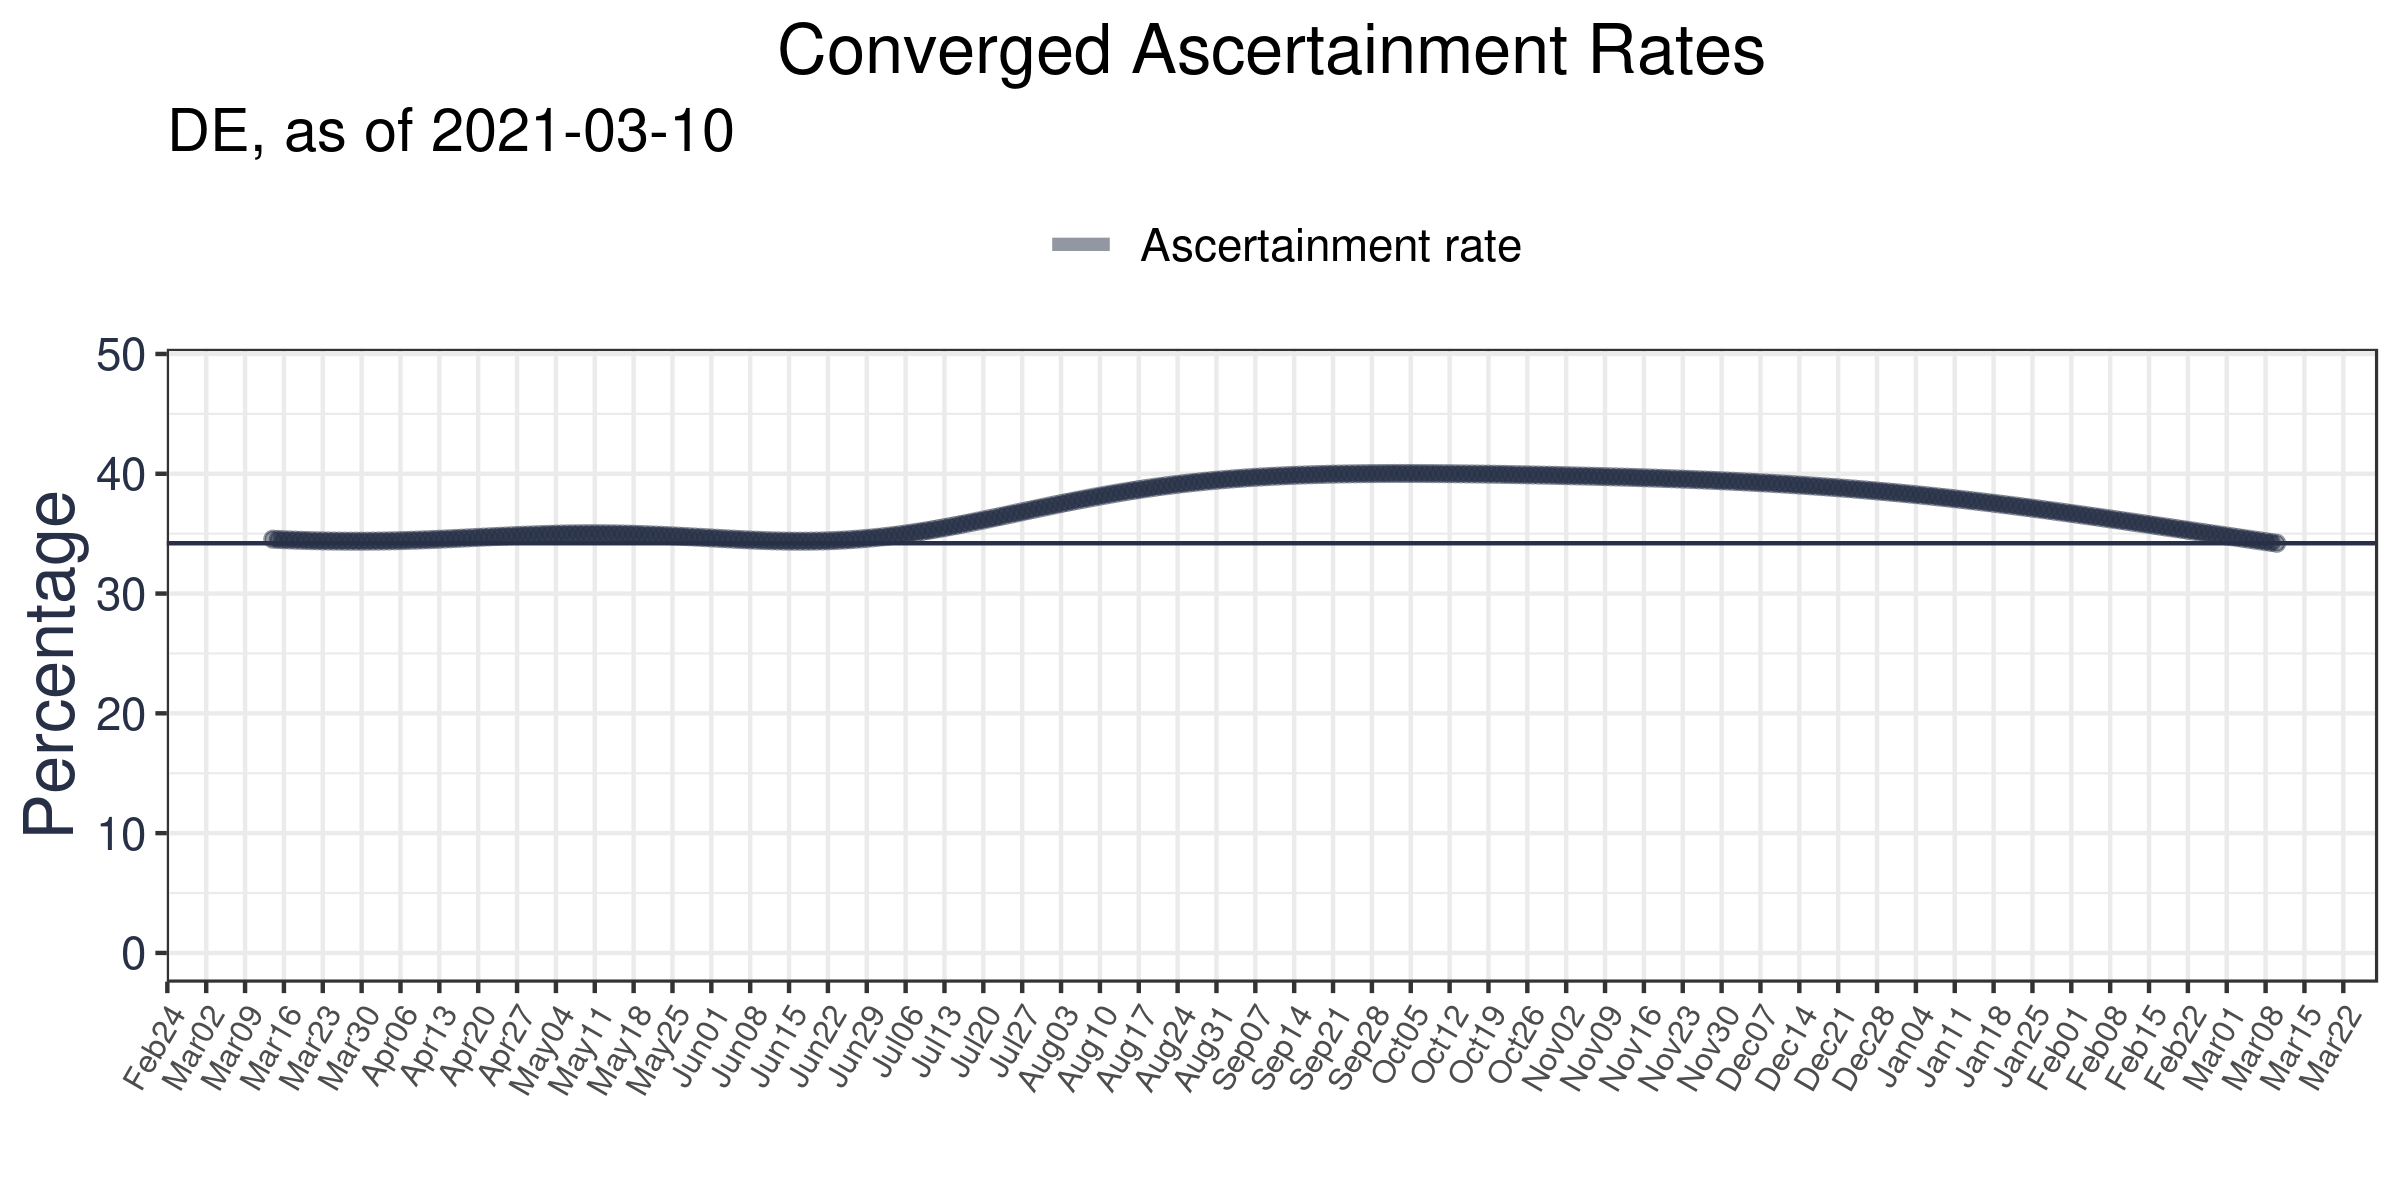 Converged Ascertainment Rates
DE, as of 2021-03-10
Ascertainment rate
Percentage
50
40
30
20
10
0
Feb24 Mar02 Mar09 Mar16 Mar23 Mar30 Apr06 Apr13 Apr20 Apr27 May04 May11 May18 May25 Jun01 Jun08 Jun15 Jun22 Jun29 Jul06 Jul13 Jul20 Jul27 Aug03 Aug10 Aug17 Aug24 Aug31 Sep07 Sep14 Sep21 Sep28 Oct05 Oct12 Oct19 Oct26 Nov02 Nov09 Nov16 Nov23 Nov30 Dec07 Dec14 Dec21 Dec28 Jan04 Jan11 Jan18 Jan25 Feb01 Feb08 Feb15 Feb22 Mar01 Mar08 Mar15 Mar22